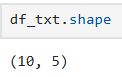 df_txt.shape
(10, 5)